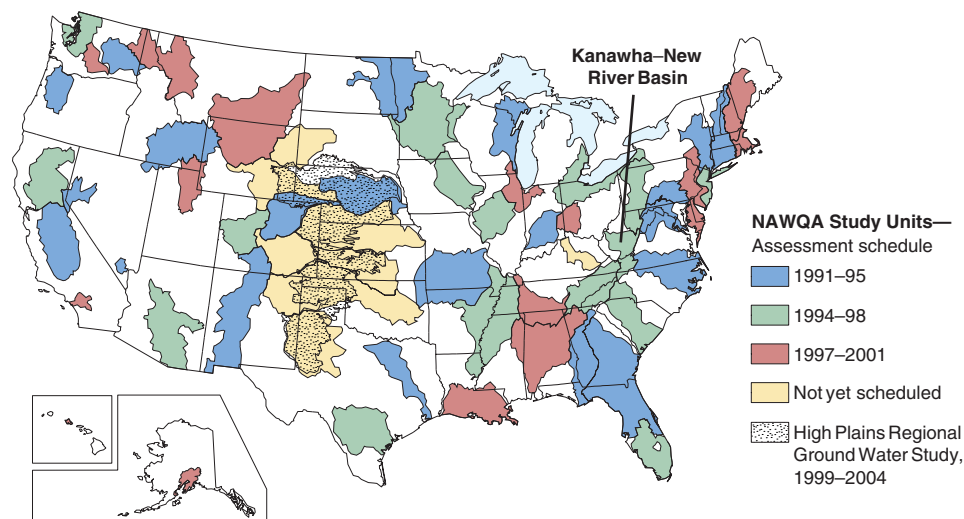 Kanawha–New
River Basin
NAWQA Study Units—
Assessment schedule
1991–95
1994–98
1997–2001
Not yet scheduled
High Plains Regional
Ground Water Study,
1999–2004